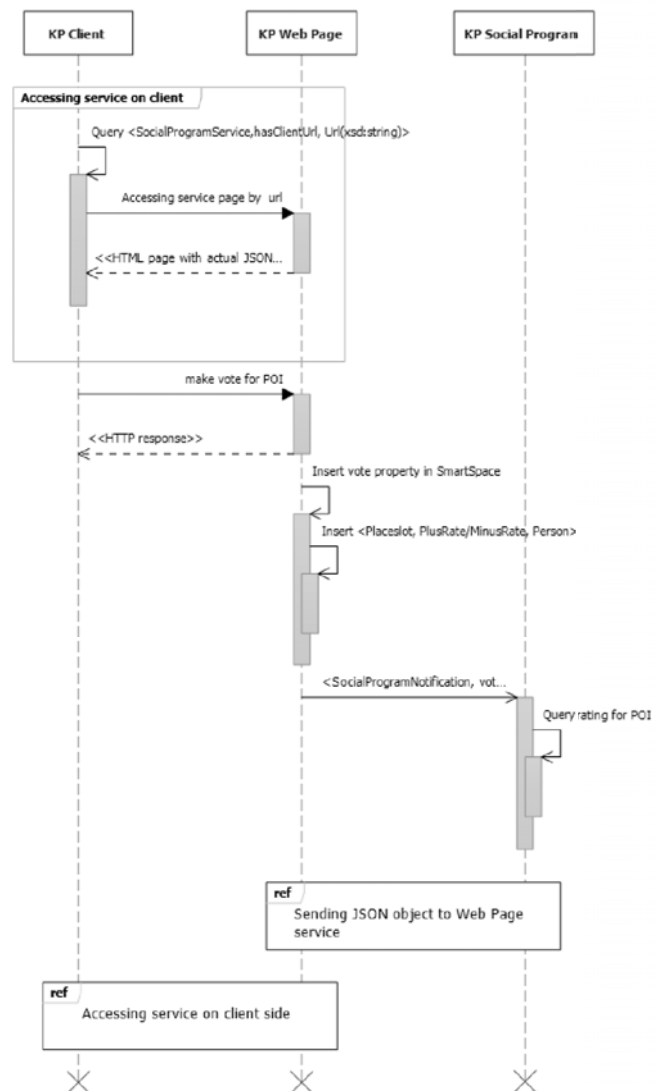 KP Client
KP Web Page
KP Social Program
Accessing service on client
Query <SocialProgramService,hasClientUrl, Url(xsd:string)>
Accessing service page by url
<<HTML page with actual JSON...
make vote for POI
<<HTTP response>>
Insert vote property in SmartSpace
Insert <Placeslot, PlusRate/MinusRate, Person>
<SocialProgramNotification, vot...
Query rating for POI
ref
Sending JSON object to Web Page
service
ref
Accessing service on client side